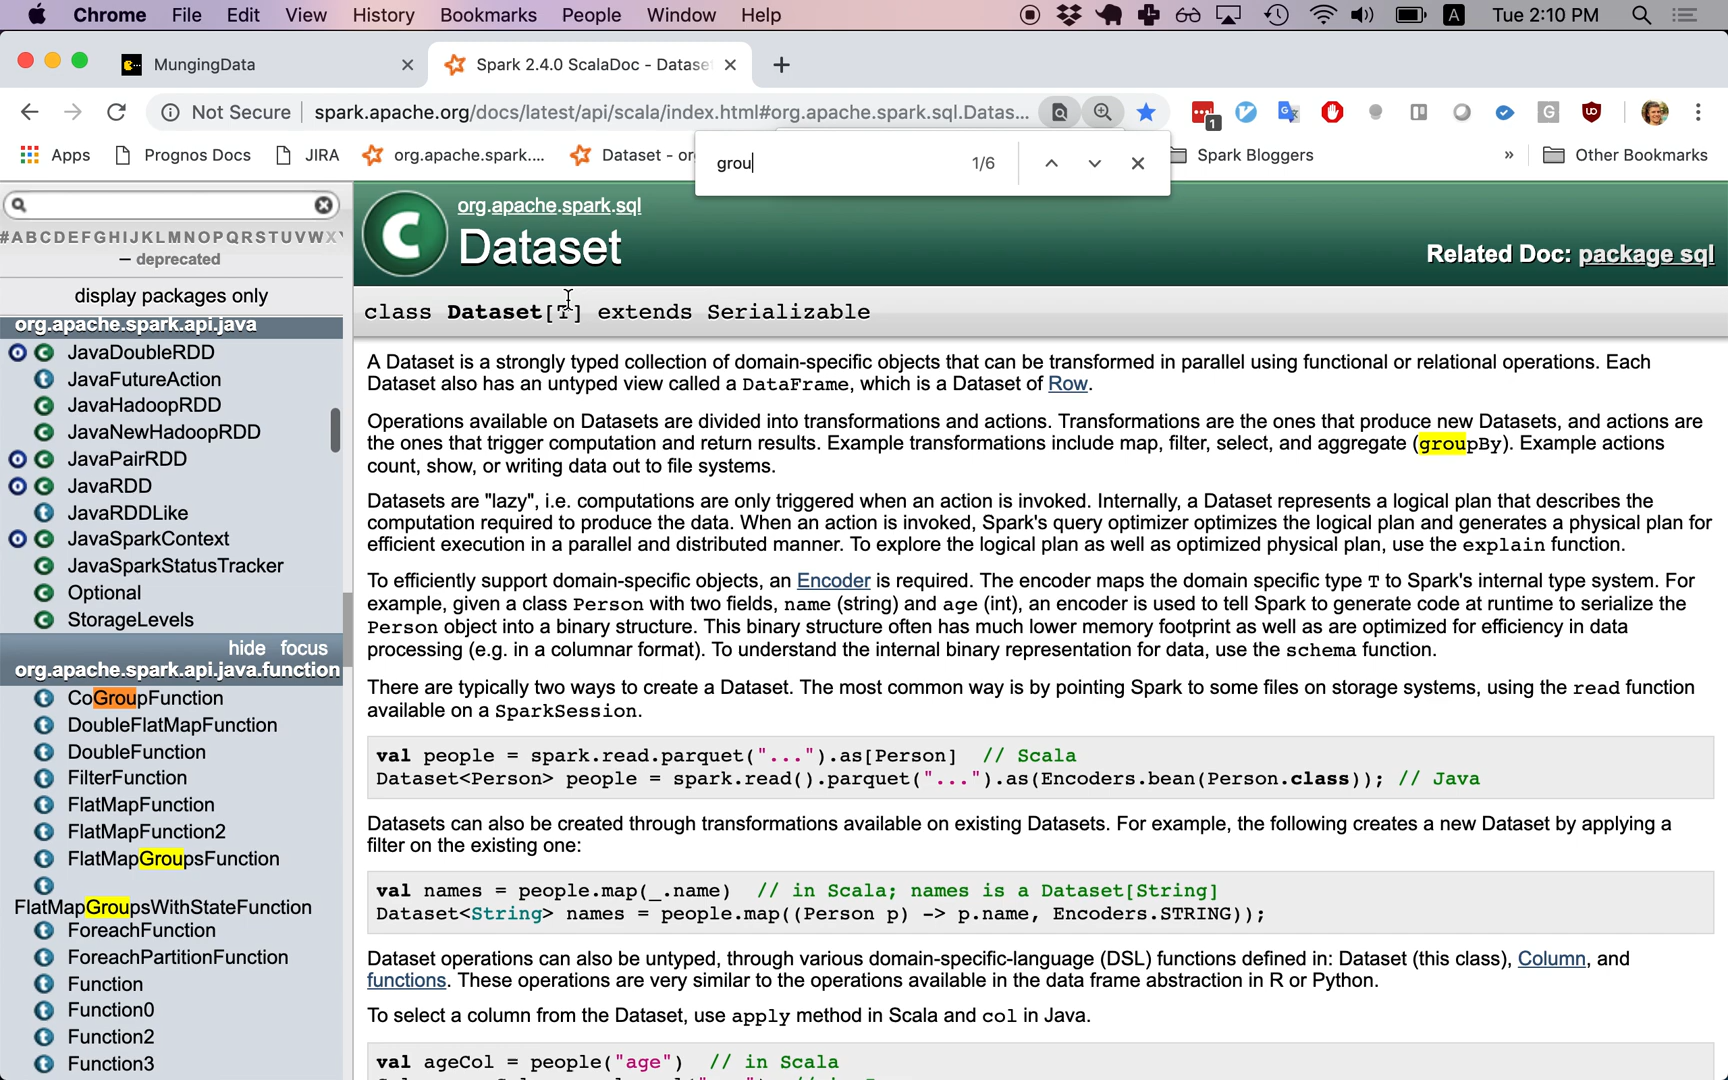 Chrome File Edit View History Bookmarks People Window Help A Tue 2:10 PM
MungingData
Spark 2.4.0 ScalaDoc - Datase
Not Secure spark.apache.org/docs/latest/api/scala/index.html#org.apache.spark.sql.Datas...
1 G
Apps Prognos Docs JIRA org.apache.spark.... Dataset - or Spark Bloggers » Other Bookmarks
grou 1/6
#ABCDEFGHIJKLMNOPQRSTUVWX
– deprecated
display packages only
org.apache.spark.api.java
JavaDoubleRDD
JavaFutureAction
JavaHadoopRDD
JavaNewHadoopRDD
JavaPairRDD
JavaRDD
JavaRDDLike
JavaSparkContext
JavaSparkStatusTracker
Optional
StorageLevels
hide focus
org.apache.spark.api.java.function
CoGroupFunction
DoubleFlatMapFunction
DoubleFunction
FilterFunction
FlatMapFunction
FlatMapFunction2
FlatMapGroupsFunction
FlatMapGroupsWithStateFunction
ForeachFunction
ForeachPartitionFunction
Function
Function0
Function2
Function3
C
org.apache.spark.sql
Dataset
Related Doc: package sql
class Dataset[T] extends Serializable
A Dataset is a strongly typed collection of domain-specific objects that can be transformed in parallel using functional or relational operations. Each
Dataset also has an untyped view called a DataFrame, which is a Dataset of Row.
Operations available on Datasets are divided into transformations and actions. Transformations are the ones that produce new Datasets, and actions are
the ones that trigger computation and return results. Example transformations include map, filter, select, and aggregate (groupBy). Example actions
count, show, or writing data out to file systems.
Datasets are "lazy", i.e. computations are only triggered when an action is invoked. Internally, a Dataset represents a logical plan that describes the
computation required to produce the data. When an action is invoked, Spark's query optimizer optimizes the logical plan and generates a physical plan for
efficient execution in a parallel and distributed manner. To explore the logical plan as well as optimized physical plan, use the explain function.
To efficiently support domain-specific objects, an Encoder is required. The encoder maps the domain specific type T to Spark's internal type system. For
example, given a class Person with two fields, name (string) and age (int), an encoder is used to tell Spark to generate code at runtime to serialize the
Person object into a binary structure. This binary structure often has much lower memory footprint as well as are optimized for efficiency in data
processing (e.g. in a columnar format). To understand the internal binary representation for data, use the schema function.
There are typically two ways to create a Dataset. The most common way is by pointing Spark to some files on storage systems, using the read function
available on a SparkSession.
val people = spark.read.parquet("...").as[Person] // Scala
Dataset<Person> people = spark.read().parquet("...").as(Encoders.bean(Person.class)); // Java
Datasets can also be created through transformations available on existing Datasets. For example, the following creates a new Dataset by applying a
filter on the existing one:
val names = people.map(_.name) // in Scala; names is a Dataset[String]
Dataset<String> names = people.map((Person p) -> p.name, Encoders.STRING));
Dataset operations can also be untyped, through various domain-specific-language (DSL) functions defined in: Dataset (this class), Column, and
functions. These operations are very similar to the operations available in the data frame abstraction in R or Python.
To select a column from the Dataset, use apply method in Scala and col in Java.
val ageCol = people("age") // in Scala